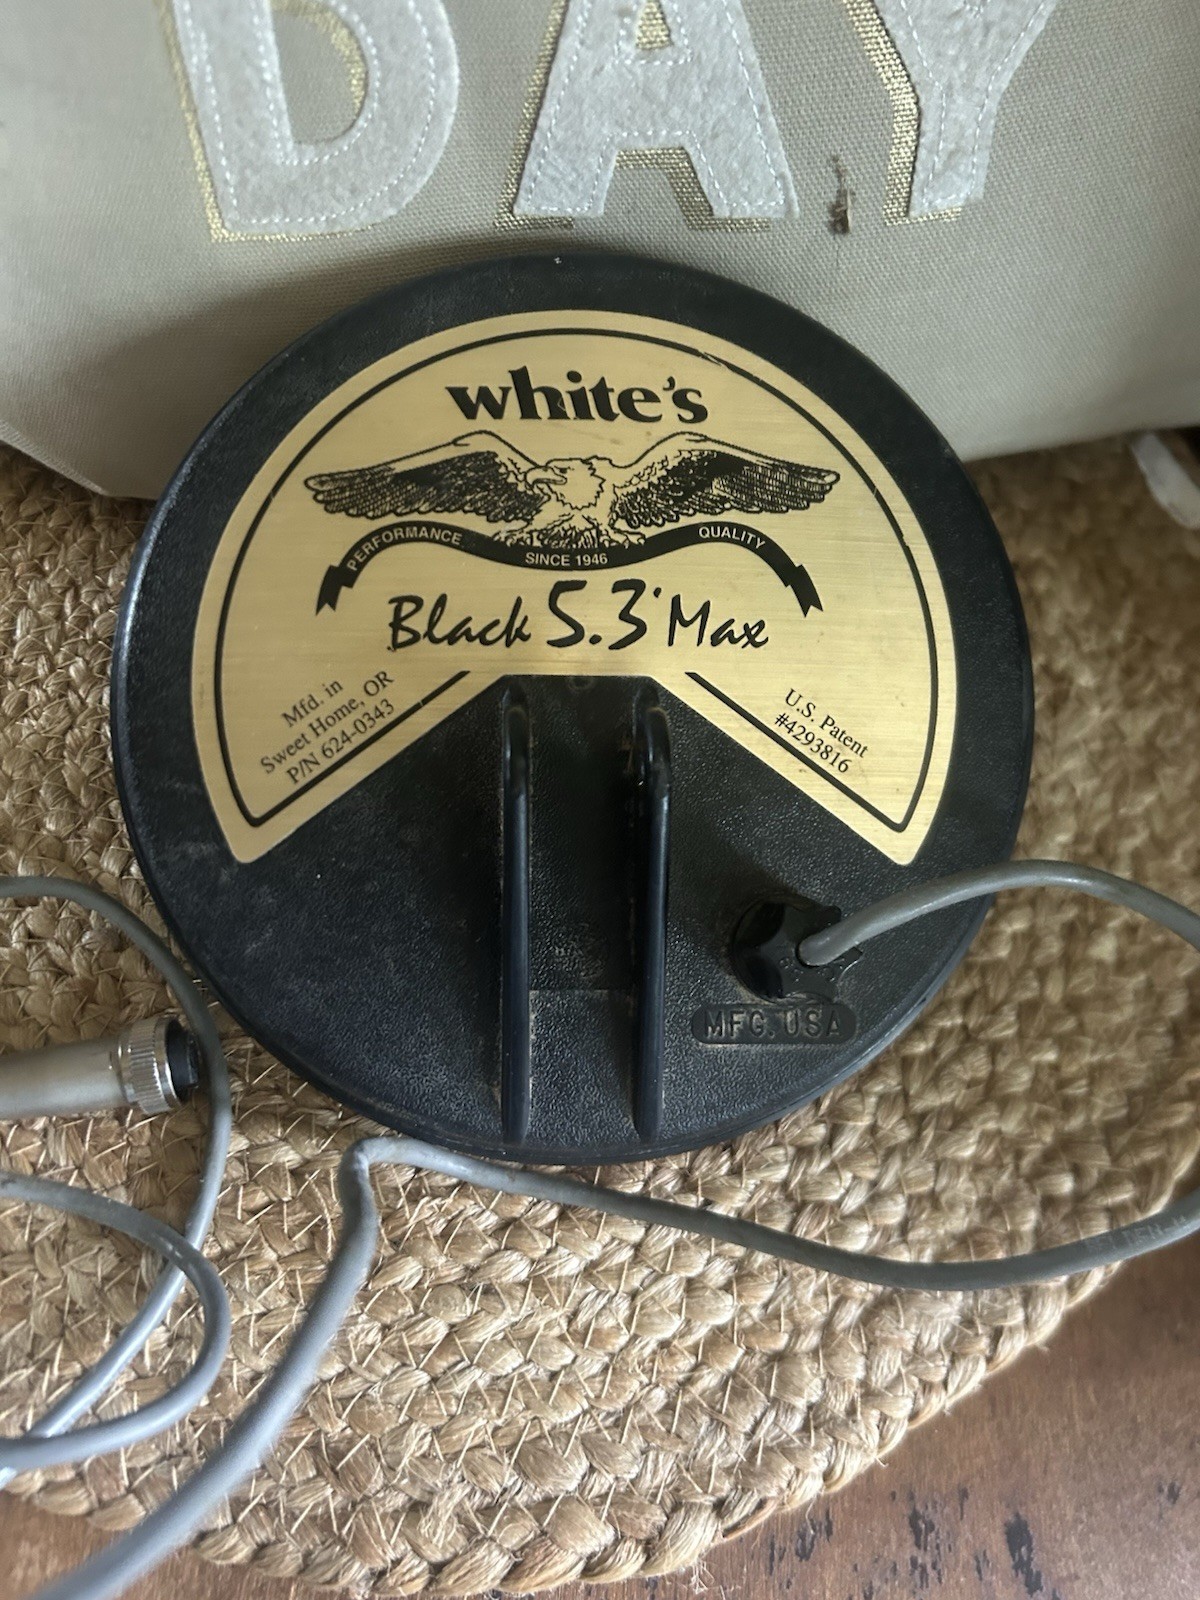 DAY
white's
PERFORMANCE
SINCE 1946
QUALITY
Black 5.3 Max
Mfd. in
Sweet Home, OR
P/N 624-0343
U.S. Patent
#4293816
MFG. USA